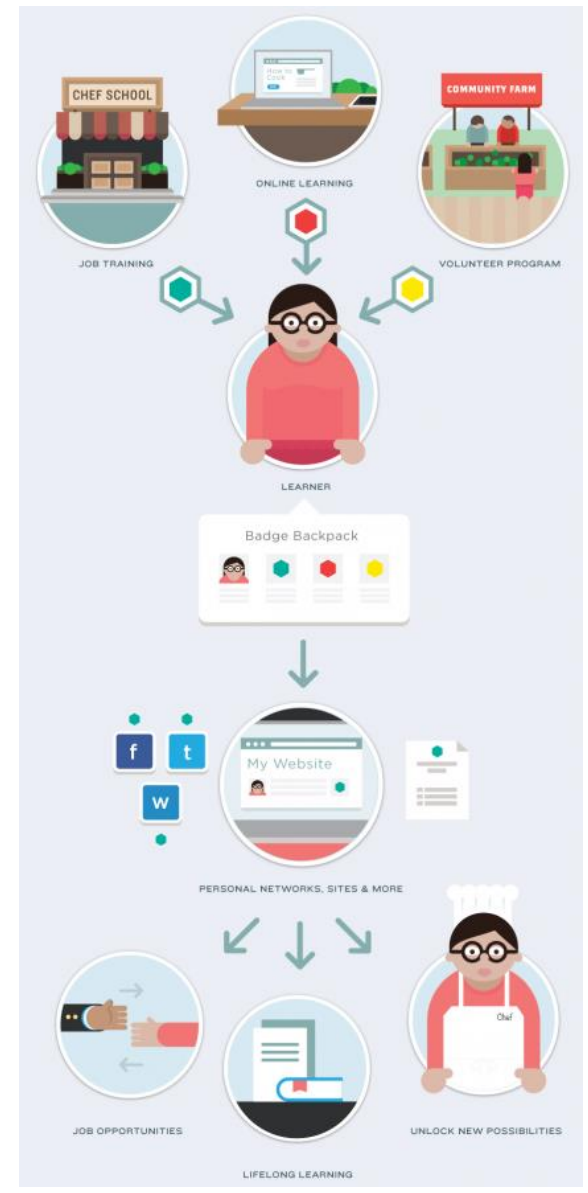 CHEF SCHOOL
How to
Cook
COMMUNITY FARM
ONLINE LEARNING
JOB TRAINING
VOLUNTEER PROGRAM
LEARNER
Badge Backpack
f
t
W
My Website
PERSONAL NETWORKS, SITES & MORE
Chef
JOB OPPORTUNITIES
UNLOCK NEW POSSIBILITIES
LIFELONG LEARNING